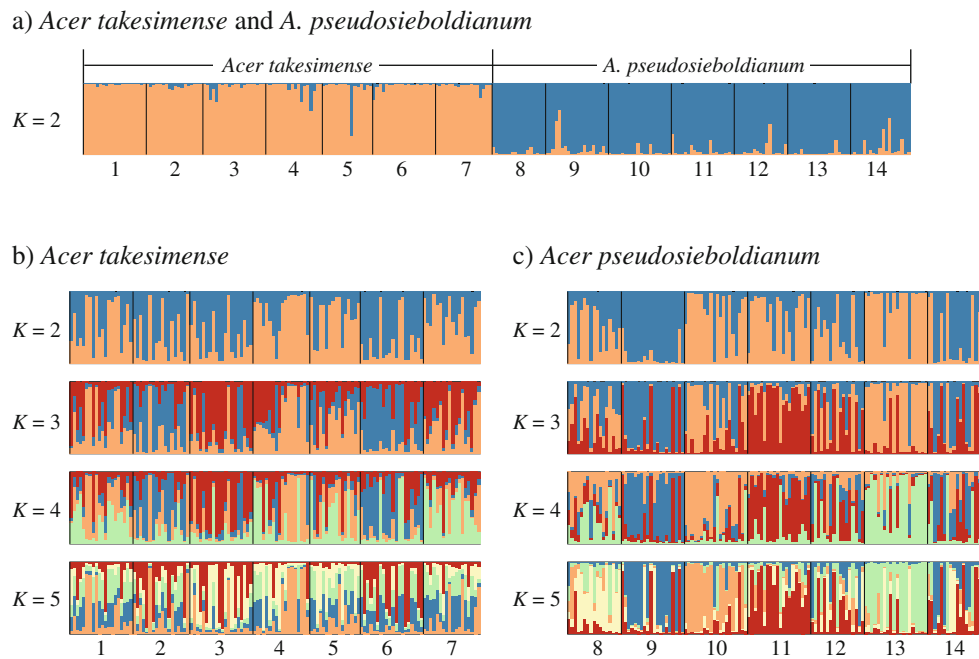 a) Acer takesimense and A. pseudosieboldianum
Acer takesimense A. pseudosieboldianum
K = 2
1 2 3 4 5 6 7 8 9 10 11 12 13 14
b) Acer takesimense
K = 2
K = 3
K = 4
K = 5
1 2 3 4 5 6 7
c) Acer pseudosieboldianum
K = 2
K = 3
K = 4
K = 5
8 9 10 11 12 13 14